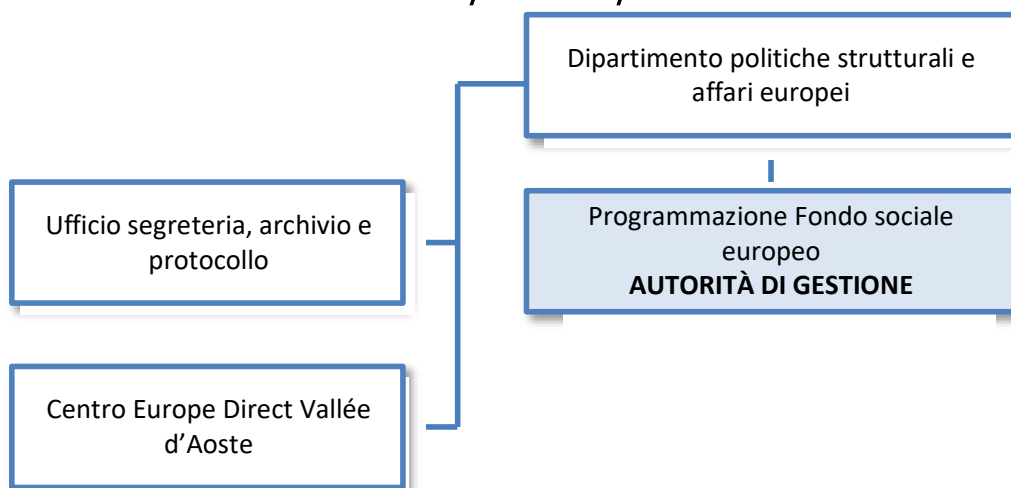 Dipartimento politiche strutturali e
affari europei
Ufficio segreteria, archivio e
protocollo
Programmazione Fondo sociale
europeo
AUTORITÀ DI GESTIONE
Centro Europe Direct Vallée
d’Aoste